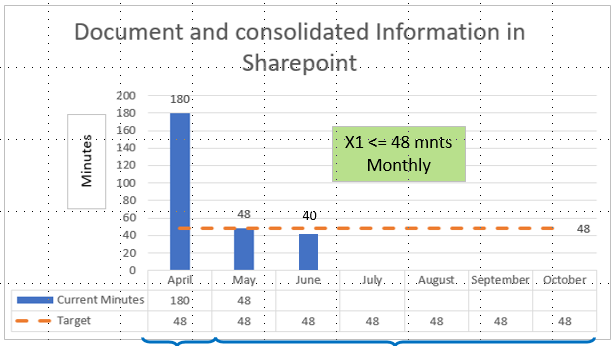 Document and consolidated Information in
Sharepoint
200
180
160
140
120
100
80
60
40
20
0
Minutes
180
48
40
48
X1 <= 48 mnts
Monthly
April May June July August September October
Current Minutes 180 48
Target 48 48 48 48 48 48 48